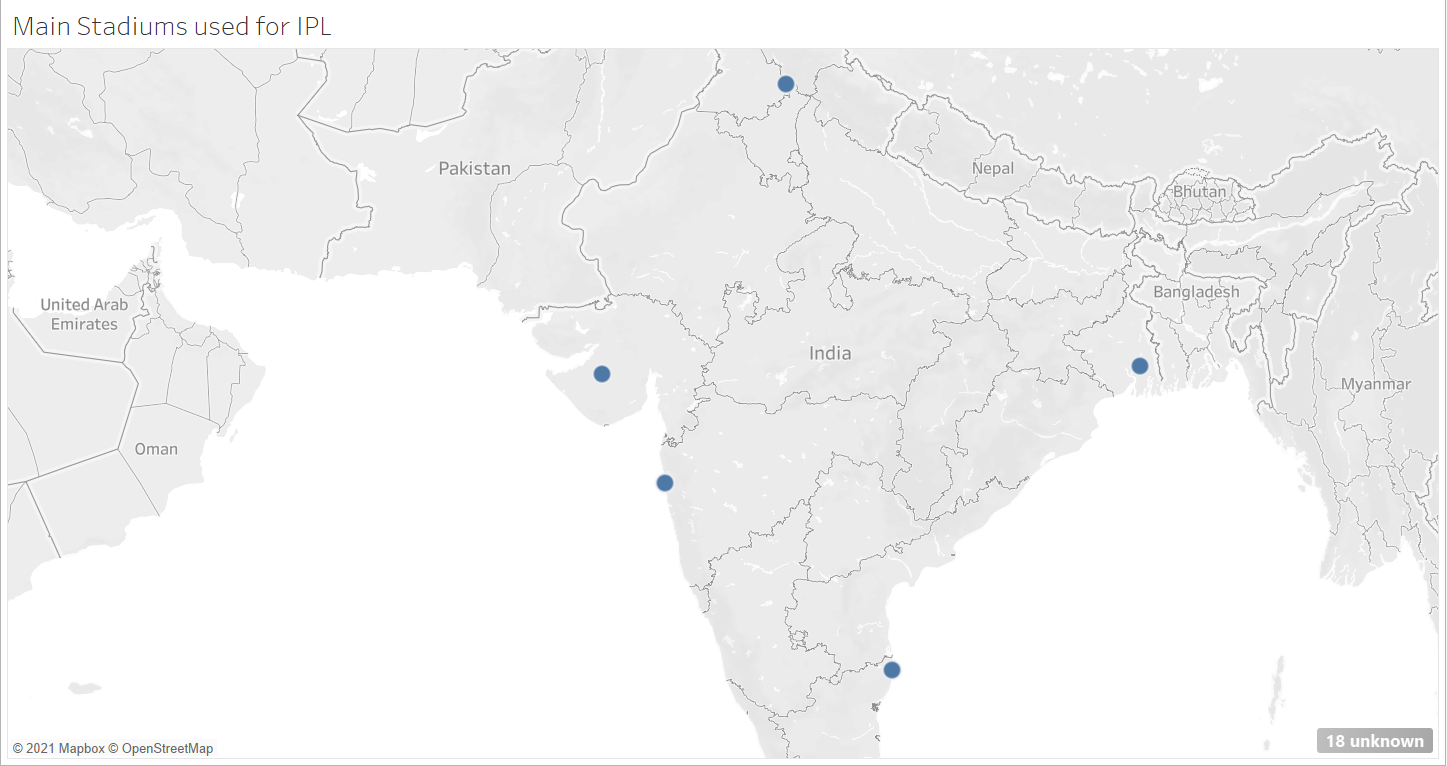 Main Stadiums used for IPL
Pakistan
Nepal
Bhutan
United Arab
Emirates
Bangladesh
India
Myanmar
Oman
18 unknown
© 2021 Mapbox © OpenStreetMap